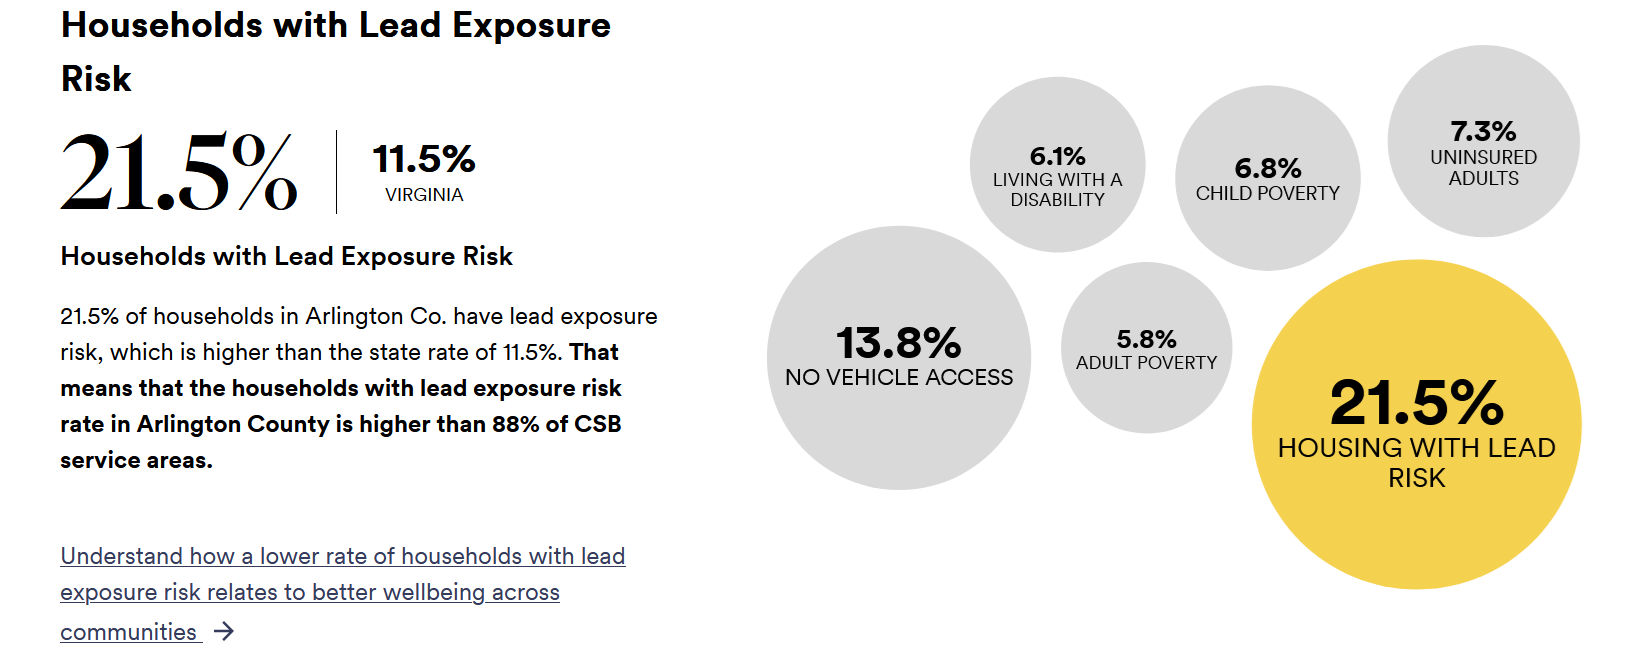 Households with Lead Exposure
Risk
21.5%
11.5%
VIRGINIA
Households with Lead Exposure Risk
21.5% of households in Arlington Co. have lead exposure
risk, which is higher than the state rate of 11.5%. That
means that the households with lead exposure risk
rate in Arlington County is higher than 88% of CSB
service areas.
Understand how a lower rate of households with lead
exposure risk relates to better wellbeing across
communities →
6.1%
LIVING WITH A
DISABILITY
6.8%
CHILD POVERTY
7.3%
UNINSURED
ADULTS
13.8%
NO VEHICLE ACCESS
5.8%
ADULT POVERTY
21.5%
HOUSING WITH LEAD
RISK